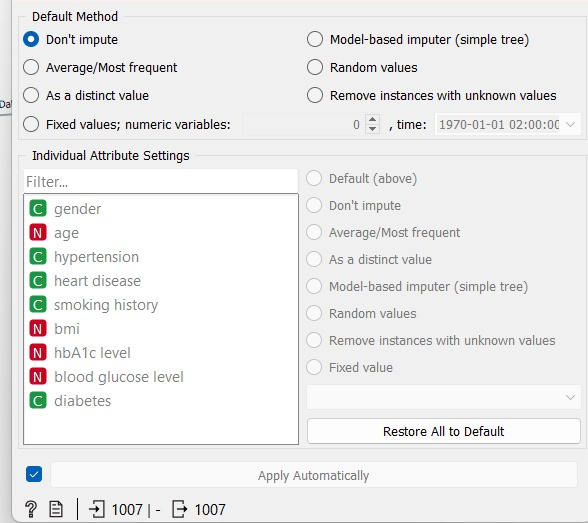 Default Method
Don't impute
Model-based imputer (simple tree)
Average/Most frequent
Random values
As a distinct value
Remove instances with unknown values
Fixed values; numeric variables: 0 , time: 1970-01-01 02:00:00
Individual Attribute Settings
Filter...
C gender
N age
C hypertension
C heart disease
C smoking history
N bmi
N hbA1c level
N blood glucose level
C diabetes
Default (above)
Don't impute
Average/Most frequent
As a distinct value
Model-based imputer (simple tree)
Random values
Remove instances with unknown values
Fixed value
Restore All to Default
Apply Automatically
? 1007 | - 1007
Da